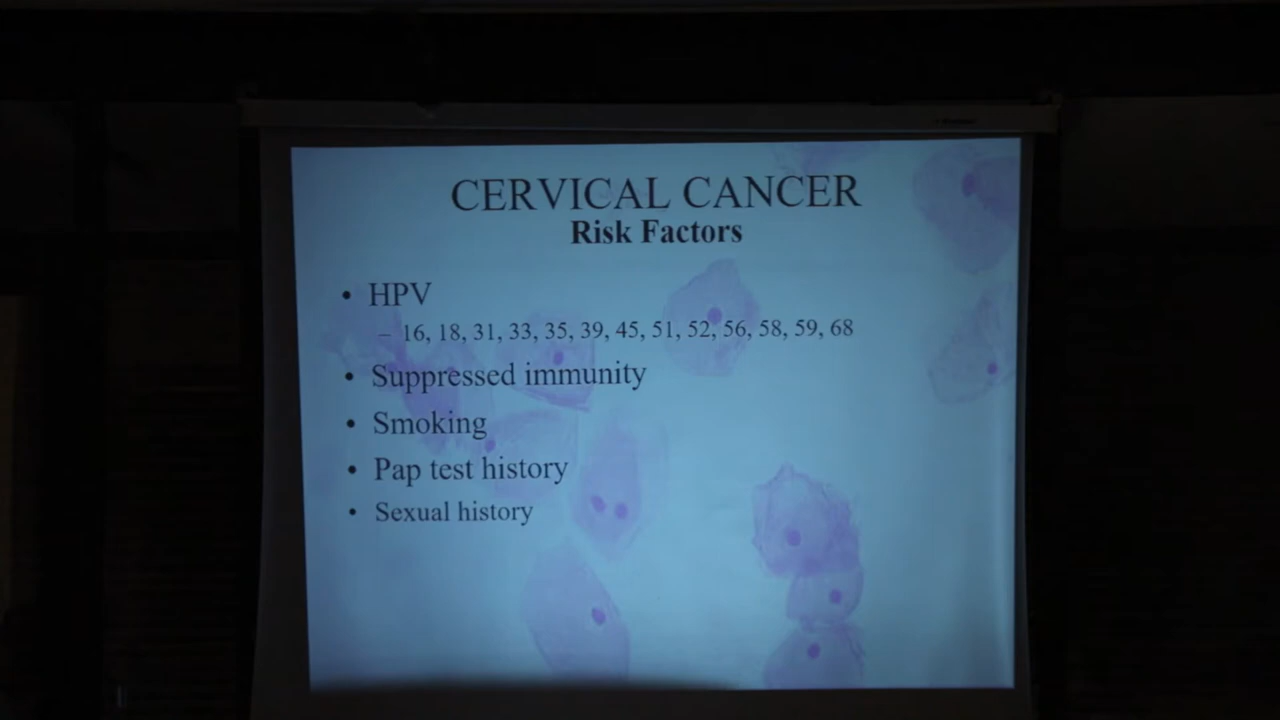 CERVICAL CANCER
Risk Factors
• HPV
– 16, 18, 31, 33, 35, 39, 45, 51, 52, 56, 58, 59, 68
• Suppressed immunity
• Smoking
• Pap test history
• Sexual history